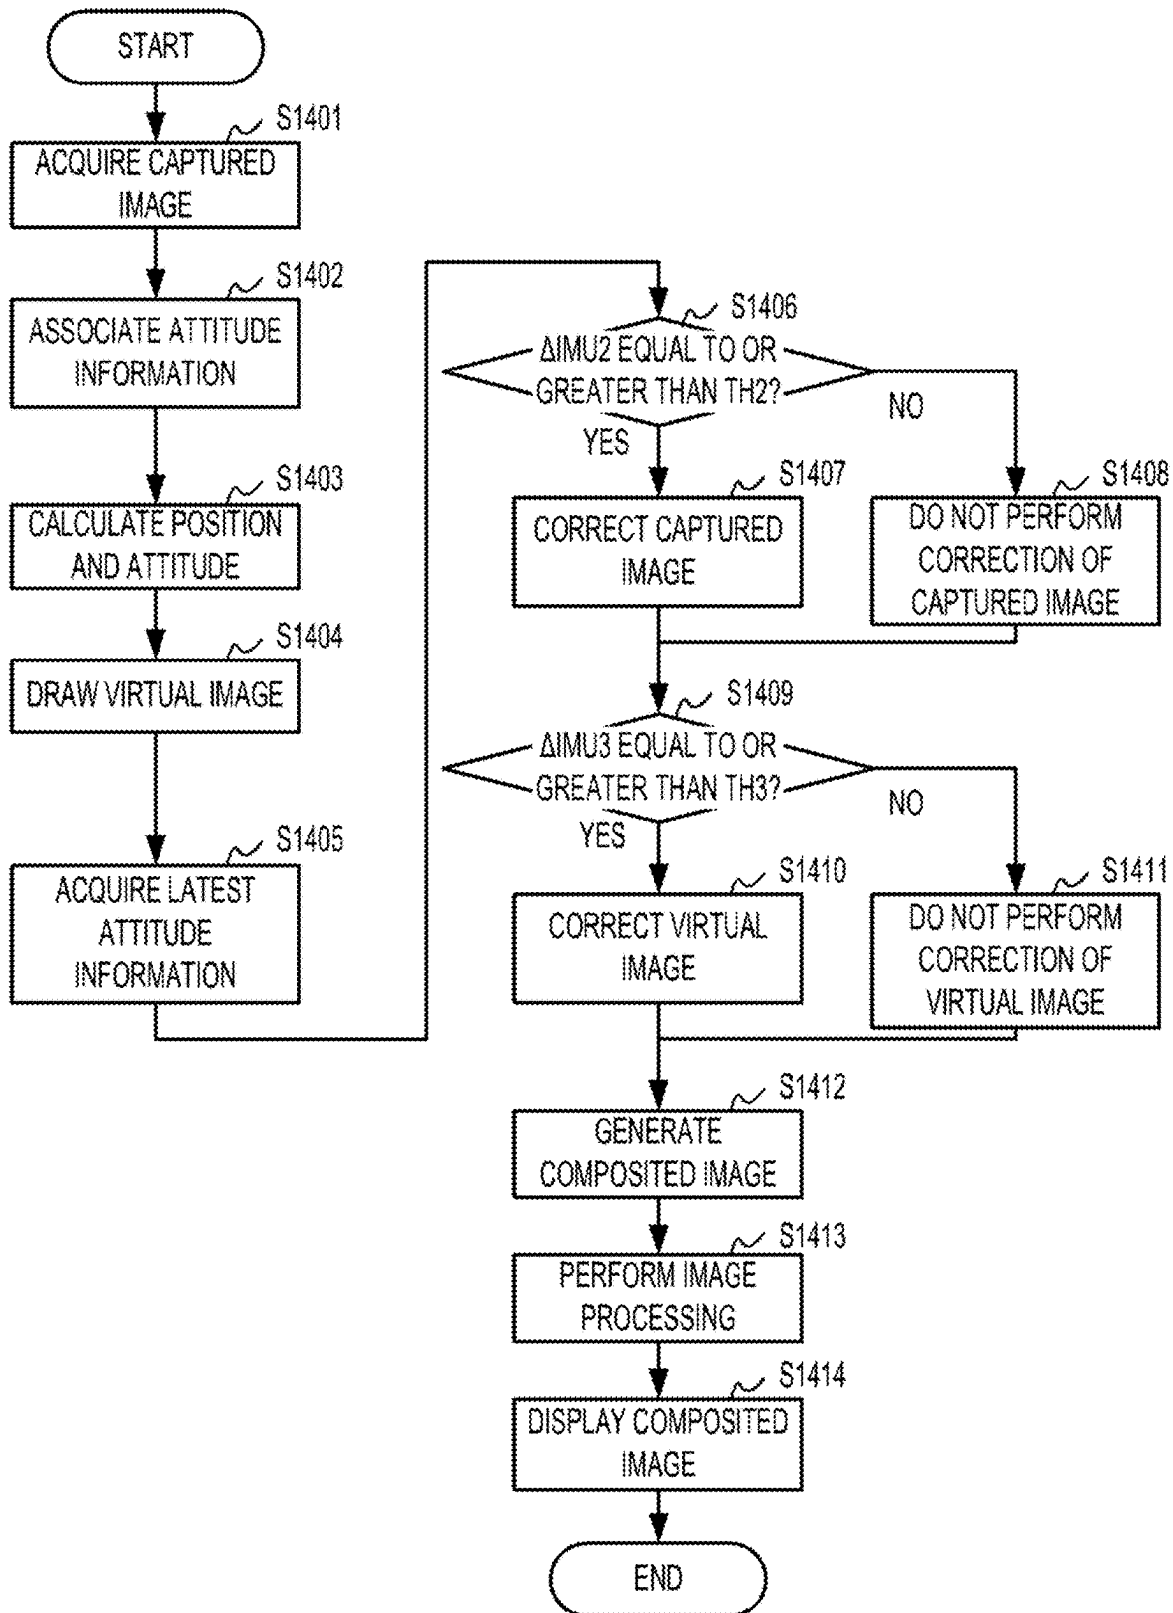 START
S1401
ACQUIRE CAPTURED
IMAGE
S1402
ASSOCIATE ATTITUDE
INFORMATION
S1403
CALCULATE POSITION
AND ATTITUDE
S1404
DRAW VIRTUAL IMAGE
S1405
ACQUIRE LATEST
ATTITUDE
INFORMATION
S1406
ΔIMU2 EQUAL TO OR
GREATER THAN TH2?
YES
NO
S1407
CORRECT CAPTURED
IMAGE
S1408
DO NOT PERFORM
CORRECTION OF
CAPTURED IMAGE
S1409
ΔIMU3 EQUAL TO OR
GREATER THAN TH3?
YES
NO
S1410
CORRECT VIRTUAL
IMAGE
S1411
DO NOT PERFORM
CORRECTION OF
VIRTUAL IMAGE
S1412
GENERATE
COMPOSITED IMAGE
S1413
PERFORM IMAGE
PROCESSING
S1414
DISPLAY COMPOSITED
IMAGE
END